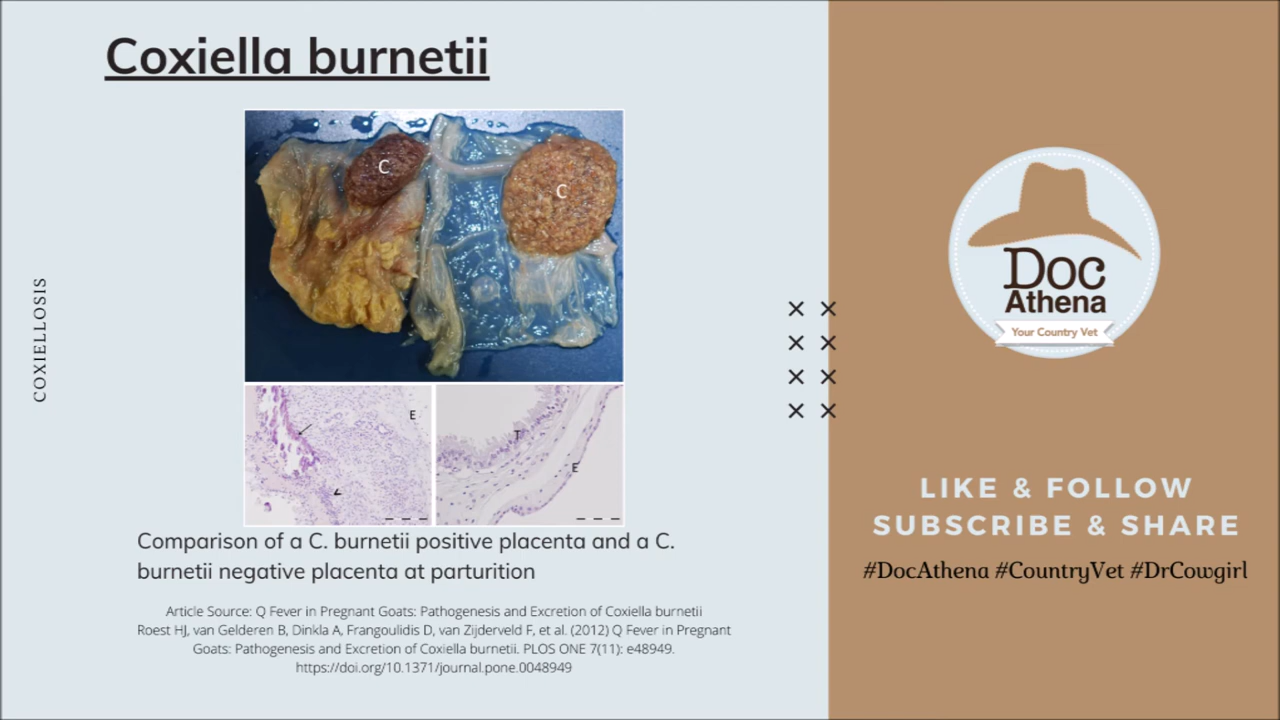 Coxiella burnetii
COXIELLOSIS
C
C
E
T
E
Comparison of a C. burnetii positive placenta and a C.
burnetii negative placenta at parturition
Article Source: Q Fever in Pregnant Goats: Pathogenesis and Excretion of Coxiella burnetii
Roest HJ, van Gelderen B, Dinkla A, Frangoulidis D, van Zijderveld F, et al. (2012) Q Fever in Pregnant
Goats: Pathogenesis and Excretion of Coxiella burnetii. PLOS ONE 7(11): e48949.
https://doi.org/10.1371/journal.pone.0048949
Doc
Athena
Your Country Vet
LIKE & FOLLOW
SUBSCRIBE & SHARE
#DocAthena #CountryVet #DrCowgirl